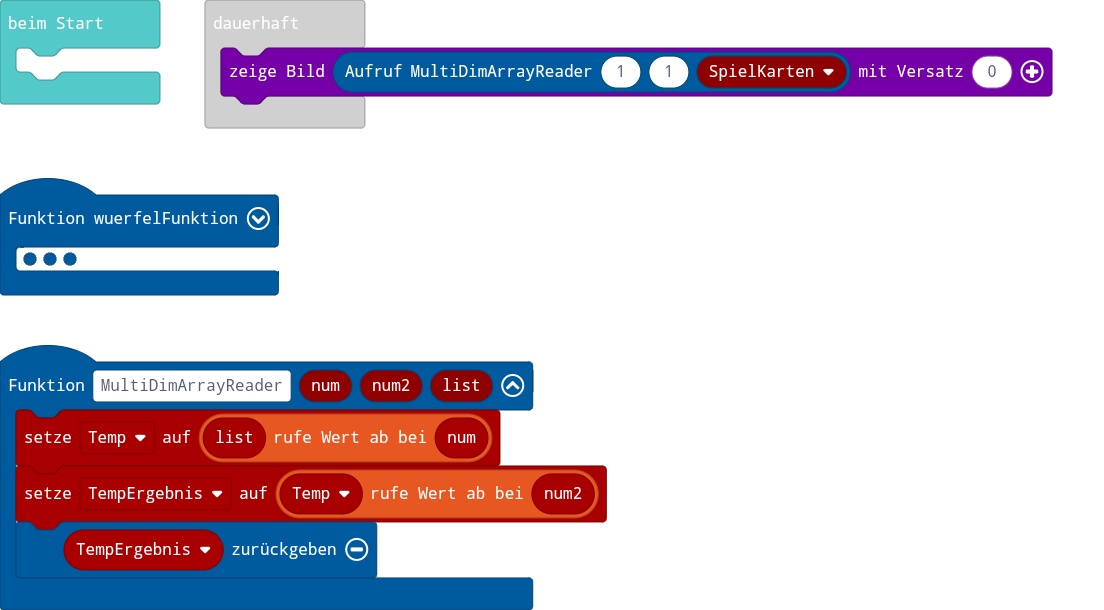 beim Start
dauerhaft
zeige Bild Aufruf MultiDimArrayReader 1 1 SpielKarten mit Versatz 0
Funktion wuerfelFunktion
Funktion MultiDimArrayReader num num2 list
setze Temp auf list rufe Wert ab bei num
setze TempErgebnis auf Temp rufe Wert ab bei num2
TempErgebnis zurückgeben